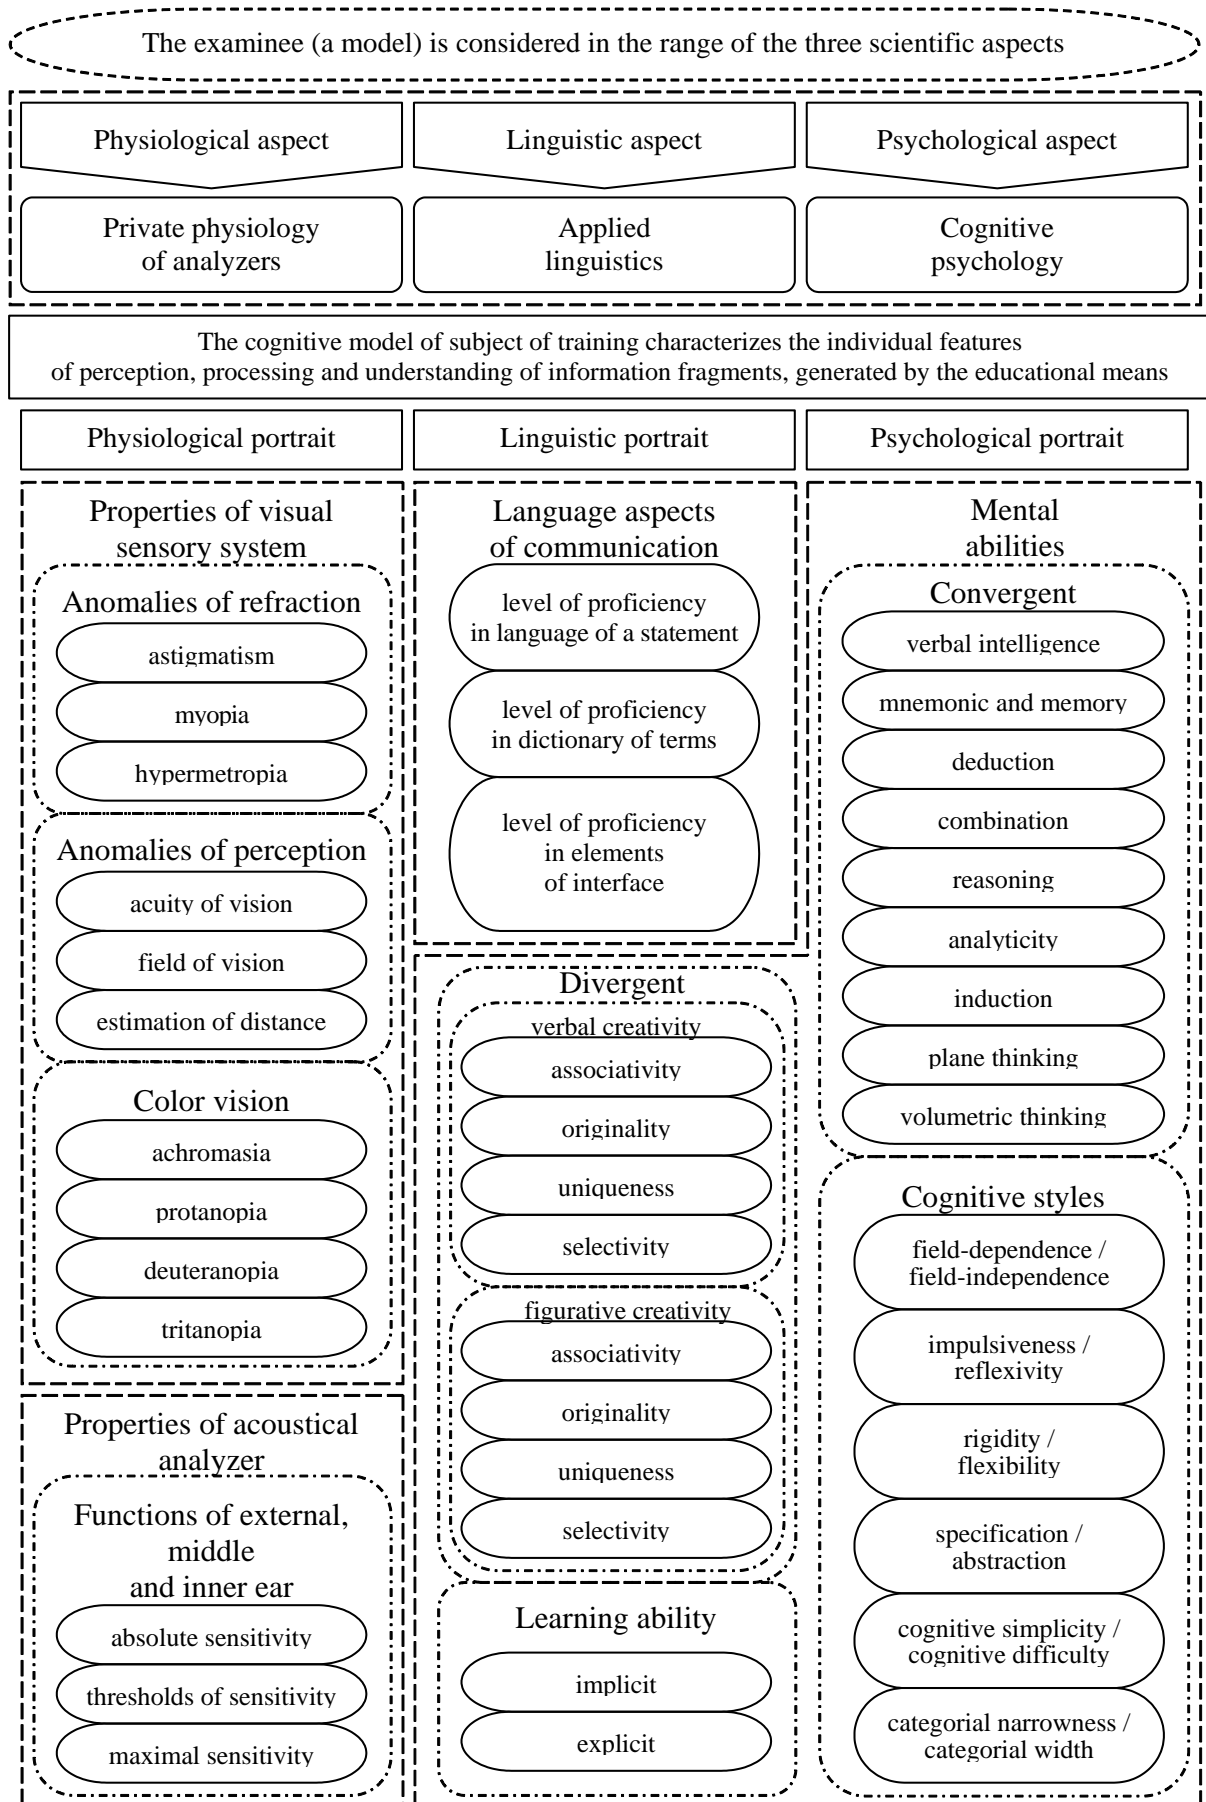 The examinee (a model) is considered in the range of the three scientific aspects
Physiological aspect
Linguistic aspect
Psychological aspect
Private physiology
of analyzers
Applied
linguistics
Cognitive
psychology
The cognitive model of subject of training characterizes the individual features
of perception, processing and understanding of information fragments, generated by the educational means
Physiological portrait
Linguistic portrait
Psychological portrait
Properties of visual
sensory system
Anomalies of refraction
astigmatism
myopia
hypermetropia
Anomalies of perception
acuity of vision
field of vision
estimation of distance
Color vision
achromasia
protanopia
deuteranopia
tritanopia
Properties of acoustical
analyzer
Functions of external,
middle
and inner ear
absolute sensitivity
thresholds of sensitivity
maximal sensitivity
Language aspects
of communication
level of proficiency
in language of a statement
level of proficiency
in dictionary of terms
level of proficiency
in elements
of interface
Mental
abilities
Convergent
verbal intelligence
mnemonic and memory
deduction
combination
reasoning
analyticity
induction
plane thinking
volumetric thinking
Divergent
verbal creativity
associativity
originality
uniqueness
selectivity
figurative creativity
associativity
originality
uniqueness
selectivity
Learning ability
implicit
explicit
Cognitive styles
field-dependence /
field-independence
impulsiveness /
reflexivity
rigidity /
flexibility
specification /
abstraction
cognitive simplicity /
cognitive difficulty
categorial narrowness /
categorial width